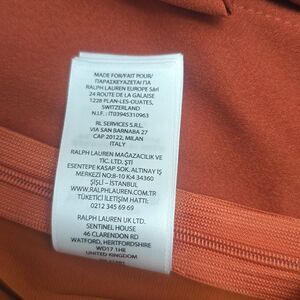 MADE FOR/FAIT POUR/
ΠΑΡΑΣΚΕΥΑΖΕΤΑΙ ΓΙΑ
RALPH LAUREN EUROPE Sàrl
24 ROUTE DE LA GALAISE
1228 PLAN-LES-OUATES,
SWITZERLAND
N.I.F. : IT03945310963
RL SERVICES S.R.L.
VIA SAN BARNABA 27
CAP 20122, MILAN
ITALY
RALPH LAUREN MAĞAZACILIK VE
TİC. LTD. ŞTİ
ESENTEPE KASAP SOK. ALTINAY İŞ
MERKEZİ NO:8-10 K:4 34360
ŞİŞLİ – İSTANBUL
WWW.RALPHLAUREN.COM
TÜKETİCİ İLETİŞİM HATTI:
0212 345 69 69
RALPH LAUREN UK LTD.
SENTINEL HOUSE
46 CLARENDON RD
WATFORD, HERTFORDSHIRE
WD17 1HE
UNITED KINGDOM